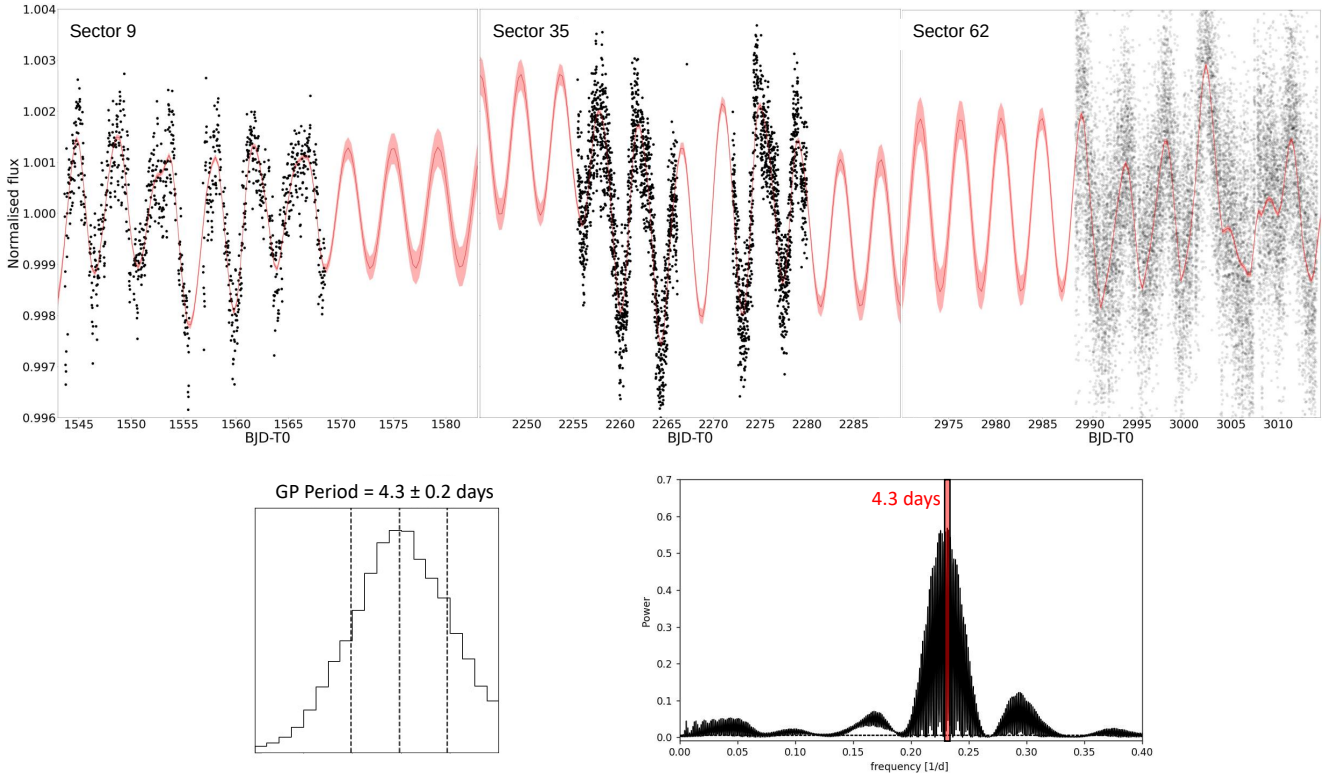 Sector 9
Sector 35
Sector 62
1.004
1.003
1.002
1.001
1.000
0.999
0.998
0.997
0.996
Normalised flux
1545 1550 1555 1560 1565 1570 1575 1580
2250 2255 2260 2265 2270 2275 2280 2285
2975 2980 2985 2990 2995 3000 3005 3010
BJD-T0
BJD-T0
BJD-T0
GP Period = 4.3 ± 0.2 days
4.3 days
0.7
0.6
0.5
0.4
0.3
0.2
0.1
0.0
Power
0.00 0.05 0.10 0.15 0.20 0.25 0.30 0.35 0.40
frequency [1/d]